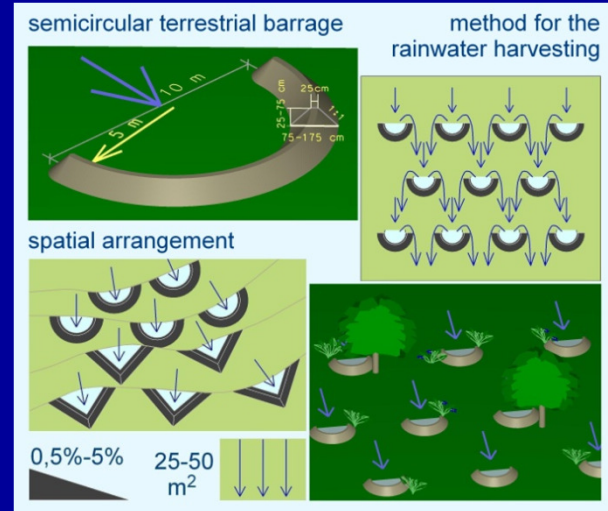 semicircular terrestrial barrage
method for the
rainwater harvesting
10 m
5 m
25cm
25-75 cm
1:1
75-175 cm
spatial arrangement
0,5%-5%
25-50
m²